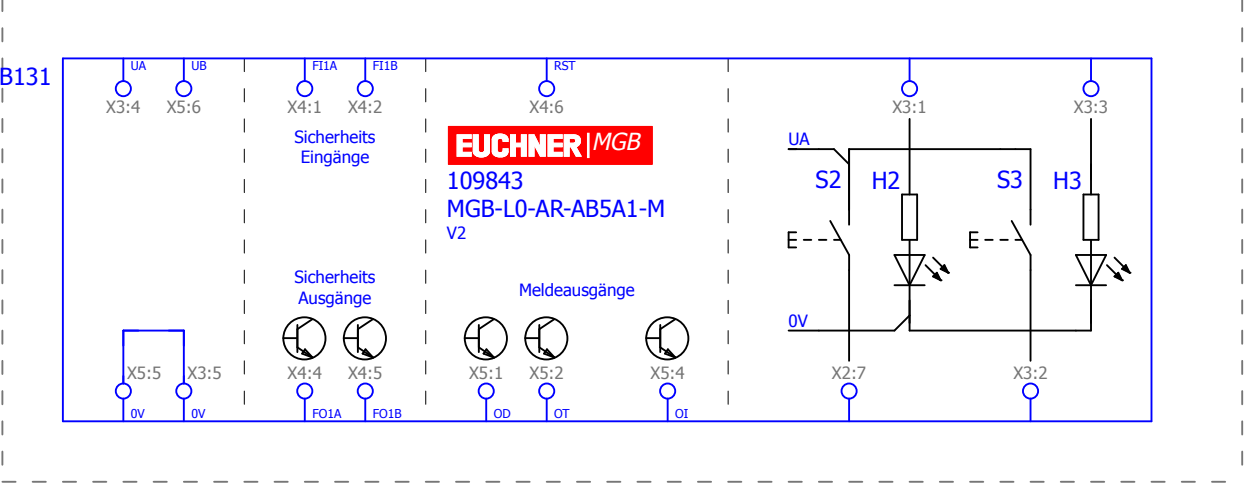 B131
UA UB FI1A FI1B RST
X3:4 X5:6 X4:1 X4:2 X4:6 X3:1 X3:3
Sicherheits
Eingänge
EUCHNER|MGB
109843
MGB-L0-AR-AB5A1-M
V2
UA
S2 H2 S3 H3
Sicherheits
Ausgänge
Meldeausgänge
0V
X5:5 X3:5 X4:4 X4:5 X5:1 X5:2 X5:4 X2:7 X3:2
0V 0V FO1A FO1B OD OT OI